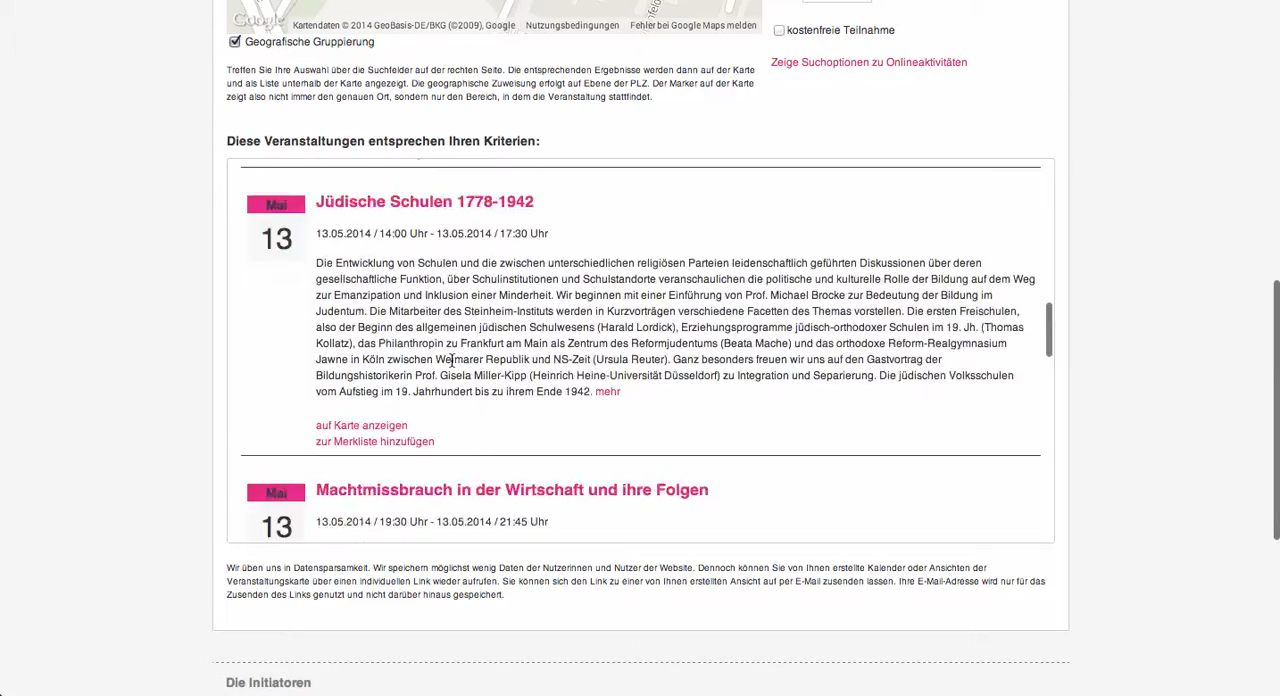 Google
Kartendaten © 2014 GeoBasis-DE/BKG (©2009), Google
Nutzungsbedingungen
Fehler bei Google Maps melden
kostenfreie Teilnahme
Geografische Gruppierung
Zeige Suchoptionen zu Onlineaktivitäten
Treffen Sie Ihre Auswahl über die Suchfelder auf der rechten Seite. Die entsprechenden Ergebnisse werden dann auf der Karte
und als Liste unterhalb der Karte angezeigt. Die geografische Zuweisung erfolgt auf Ebene der PLZ. Der Marker auf der Karte
zeigt also nicht immer den genauen Ort, sondern nur den Bereich, in dem die Veranstaltung stattfindet.
Diese Veranstaltungen entsprechen Ihren Kriterien:
Mai
13
Jüdische Schulen 1778-1942
13.05.2014 / 14:00 Uhr - 13.05.2014 / 17:30 Uhr
Die Entwicklung von Schulen und die zwischen unterschiedlichen religiösen Parteien leidenschaftlich geführten Diskussionen über deren
gesellschaftliche Funktion, über Schulinstitutionen und Schulstandorte veranschaulichen die politische und kulturelle Rolle der Bildung auf dem Weg
zur Emanzipation und Inklusion einer Minderheit. Wir beginnen mit einer Einführung von Prof. Michael Brocke zur Bedeutung der Bildung im
Judentum. Die Mitarbeiter des Steinheim-Instituts werden in Kurzvorträgen verschiedene Facetten des Themas vorstellen. Die ersten Freischulen,
also der Beginn des allgemeinen jüdischen Schulwesens (Harald Lordick), Erziehungsprogramme jüdisch-orthodoxer Schulen im 19. Jh. (Thomas
Kollatz), das Philanthropin zu Frankfurt am Main als Zentrum des Reformjudentums (Beata Mache) und das orthodoxe Reform-Realgymnasium
Jawne in Köln zwischen Weimarer Republik und NS-Zeit (Ursula Reuter). Ganz besonders freuen wir uns auf den Gastvortrag der
Bildungshistorikerin Prof. Gisela Miller-Kipp (Heinrich Heine-Universität Düsseldorf) zu Integration und Separierung. Die jüdischen Volksschulen
vom Aufstieg im 19. Jahrhundert bis zu ihrem Ende 1942. mehr
auf Karte anzeigen
zur Merkliste hinzufügen
Mai
13
Machtmissbrauch in der Wirtschaft und ihre Folgen
13.05.2014 / 19:30 Uhr - 13.05.2014 / 21:45 Uhr
Wir üben uns in Datensparsamkeit. Wir speichern möglichst wenig Daten der Nutzerinnen und Nutzer der Website. Dennoch können Sie von Ihnen erstellte Kalender oder Ansichten der
Veranstaltungskarte über einen individuellen Link wieder aufrufen. Sie können sich den Link zu einer von Ihnen erstellten Ansicht auf per E-Mail zusenden lassen. Ihre E-Mail-Adresse wird nur für das
Zusenden des Links genutzt und nicht darüber hinaus gespeichert.
Die Initiatoren